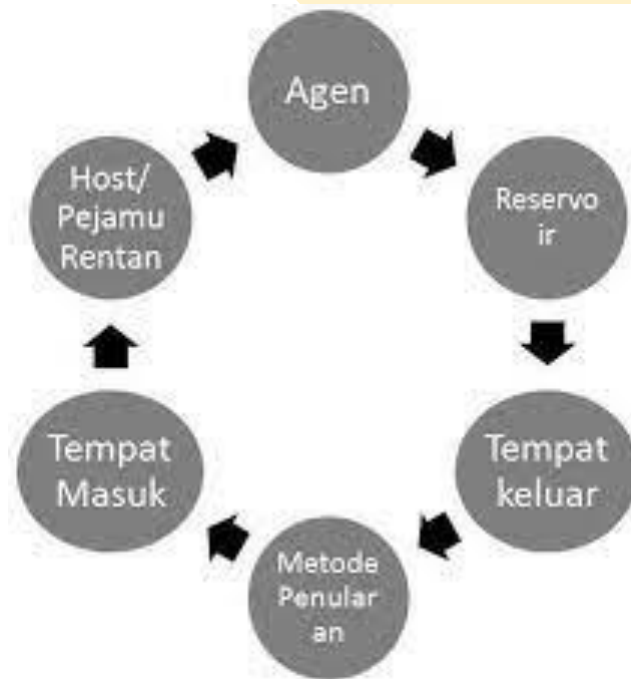 Agen
Reservo
ir
Tempat
keluar
Metode
Penular
an
Tempat
Masuk
Host/
Pejamu
Rentan